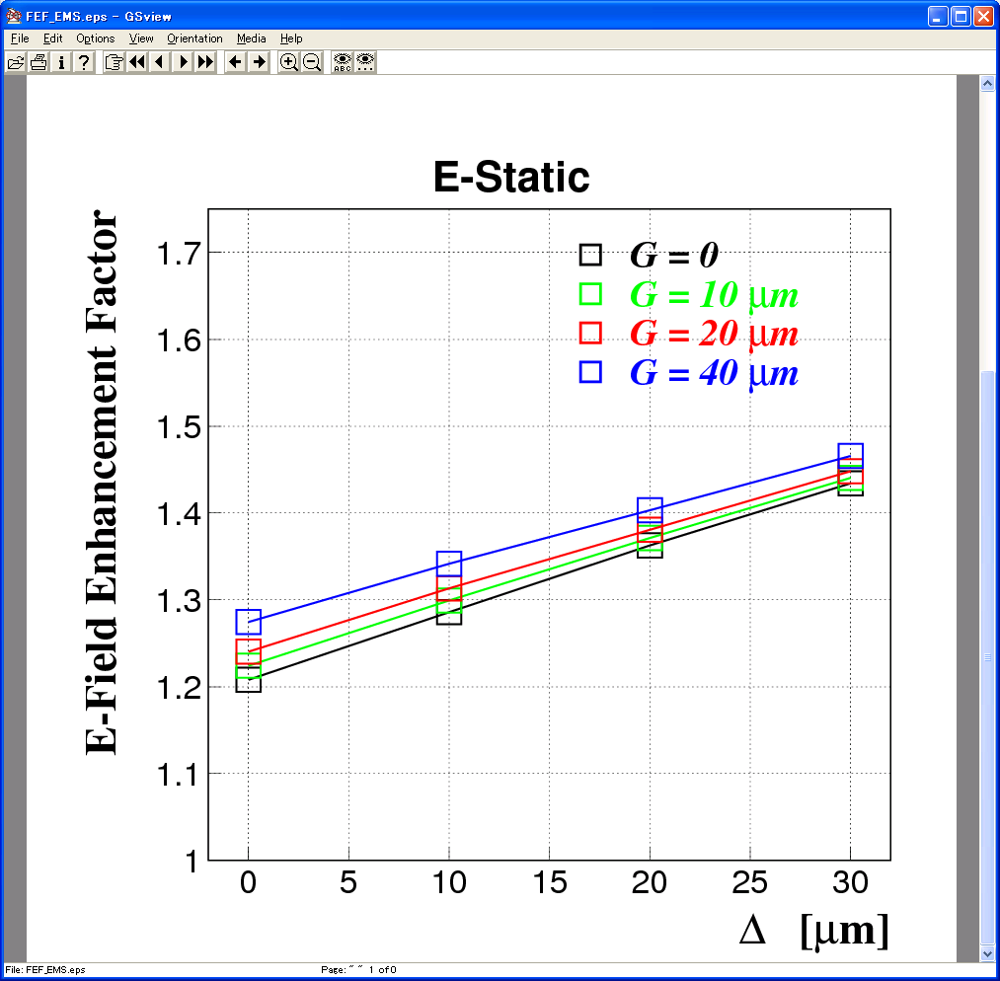 FEF_EMS.eps - GSview
File Edit Options View Orientation Media Help
i ? ABC
E-Static
E-Field Enhancement Factor
1.7
1.6
1.5
1.4
1.3
1.2
1.1
1
G = 0
G = 10 μm
G = 20 μm
G = 40 μm
0 5 10 15 20 25 30
Δ [μm]
File: FEF_EMS.eps Page: " " 1 of 0